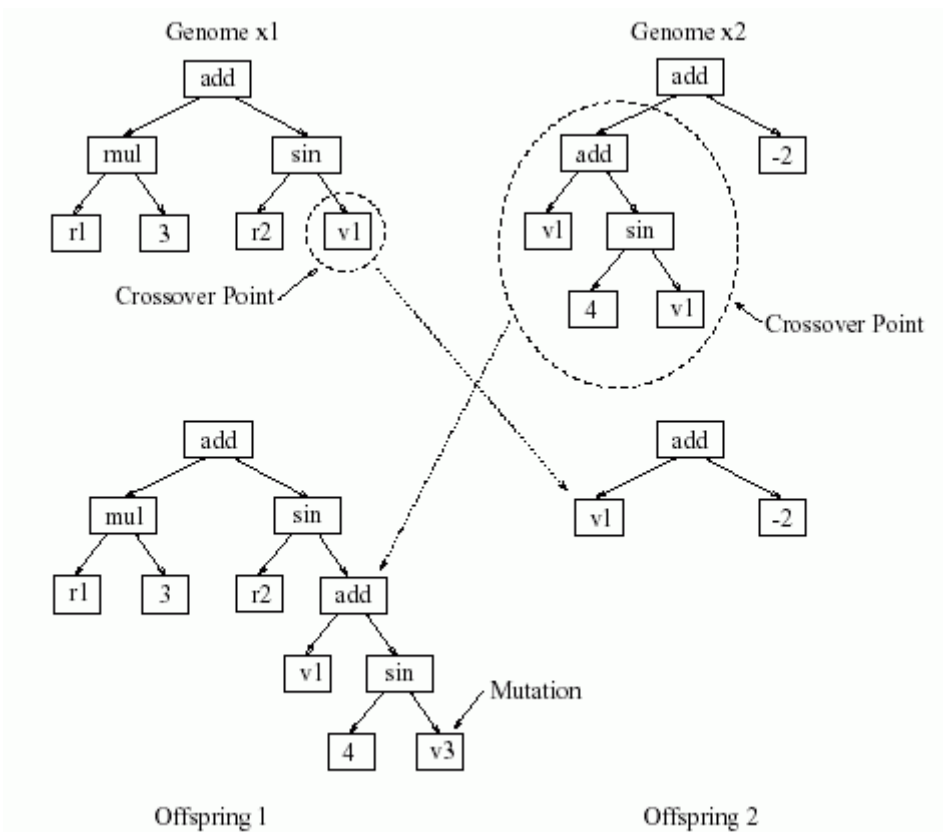 Genome x1
Genome x2
add
add
mul
sin
add
-2
r1
3
r2
v1
v1
sin
Crossover Point
4
v1
Crossover Point
add
add
mul
sin
v1
-2
r1
3
r2
add
v1
sin
Mutation
4
v3
Offspring 1
Offspring 2